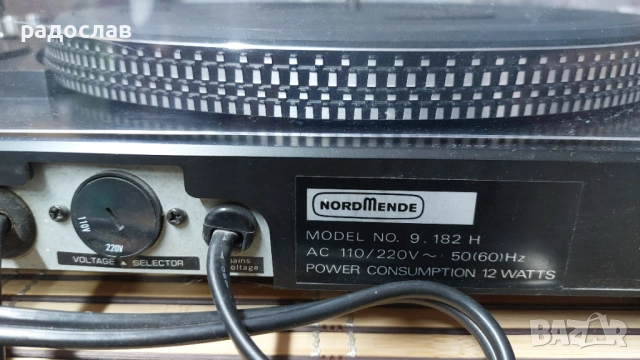 радослав
NORDMENDE
MODEL NO. 9.182 H
AC 110/220V ~ 50(60)Hz
POWER CONSUMPTION 12 WATTS
110V
220V
VOLTAGE ▲ SELECTOR
mains
voltage
BAZAR